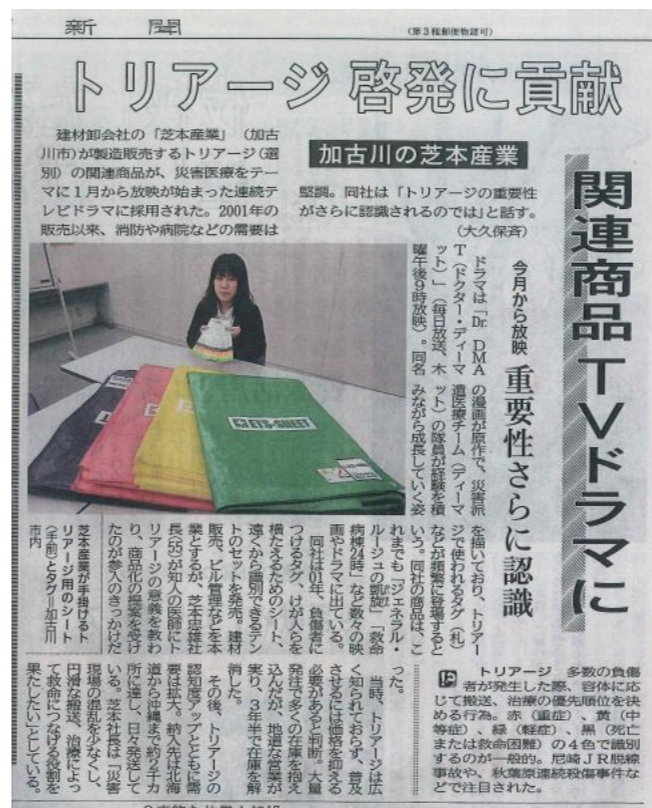 新聞
(第3種郵便物認可)
トリアージ 啓発に貢献
加古川の芝本産業
関連商品TVドラマに
今月から放映 重要性さらに認識
建材卸会社の「芝本産業」(加古
川市)が製造販売するトリアージ(選
別)の関連商品が、災害医療をテー
マに1月から放映が始まった連続テ
レビドラマに採用された。2001年の
販売以来、消防や病院などの需要は
堅調。同社は「トリアージの重要性
がさらに認識されるのでは」と話す。
(大久保斉)
ドラマは「Dr.DMA
T(ドクター・ディーマ
ット)」(毎日放送、木
曜午後9時放映)。同名
の漫画が原作で、災害派
遣医療チーム(ディーマ
ット)の隊員が経験を積
みながら成長していく姿
を描いており、トリアー
ジで使われるタグ(札)
などが頻繁に登場すると
いう。同社の商品は、こ
れまでも「ジェネラル・
ルージュの凱旋」「救命
病棟24時」など数々の映
画やドラマに出ている。
同社は01年、負傷者に
つけるタグ、けが人らを
横たえるためのシート、
遠くから識別できるテン
トのセットを発売。建材
販売、ビル管理などを本
業とするが、芝本忠雄社
長(55)が知人の医師にト
リアージの意義を教わ
り、商品化の提案を受け
たのが参入のきっかけだ
った。
当時、トリアージは広
く知られておらず、普及
させるには価格を抑える
必要があると判断。大量
発注で多くの在庫を抱え
込んだが、地道な営業が
実り、3年半で在庫を解
消した。
その後、トリアージの
認知度アップとともに需
要は拡大。納入先は北海
道から沖縄まで約2千カ
所に達し、日々発送して
いる。芝本社長は「災害
現場の混乱を少なくし、
円滑な搬送、治療によっ
て救命につなげる役割を
果たしたい」としている。
ETS-SHEET
芝本産業が手掛けるト
リアージ用のシート
(手前)とタグ=加古川
市内
トリアージ 多数の負傷
者が発生した際、容体に応
じて搬送、治療の優先順位を決
める行為。赤(重症)、黄(中
等症)、緑(軽症)、黒(死亡
または救命困難)の4色で識別
するのが一般的。尼崎JR脱線
事故や、秋葉原連続殺傷事件な
どで注目された。